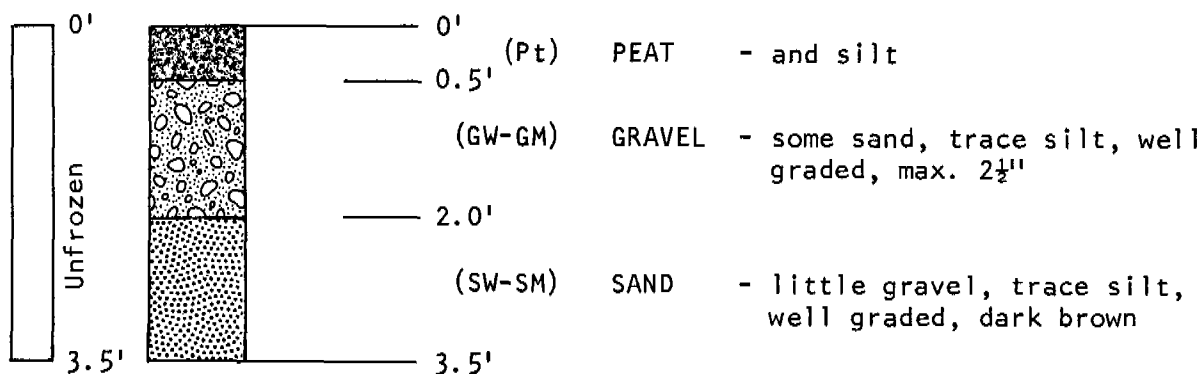 0' 0'
(Pt) PEAT - and silt
0.5'
(GW-GM) GRAVEL - some sand, trace silt, well
graded, max. 2½"
Unfrozen
2.0'
(SW-SM) SAND - little gravel, trace silt,
well graded, dark brown
3.5' 3.5'